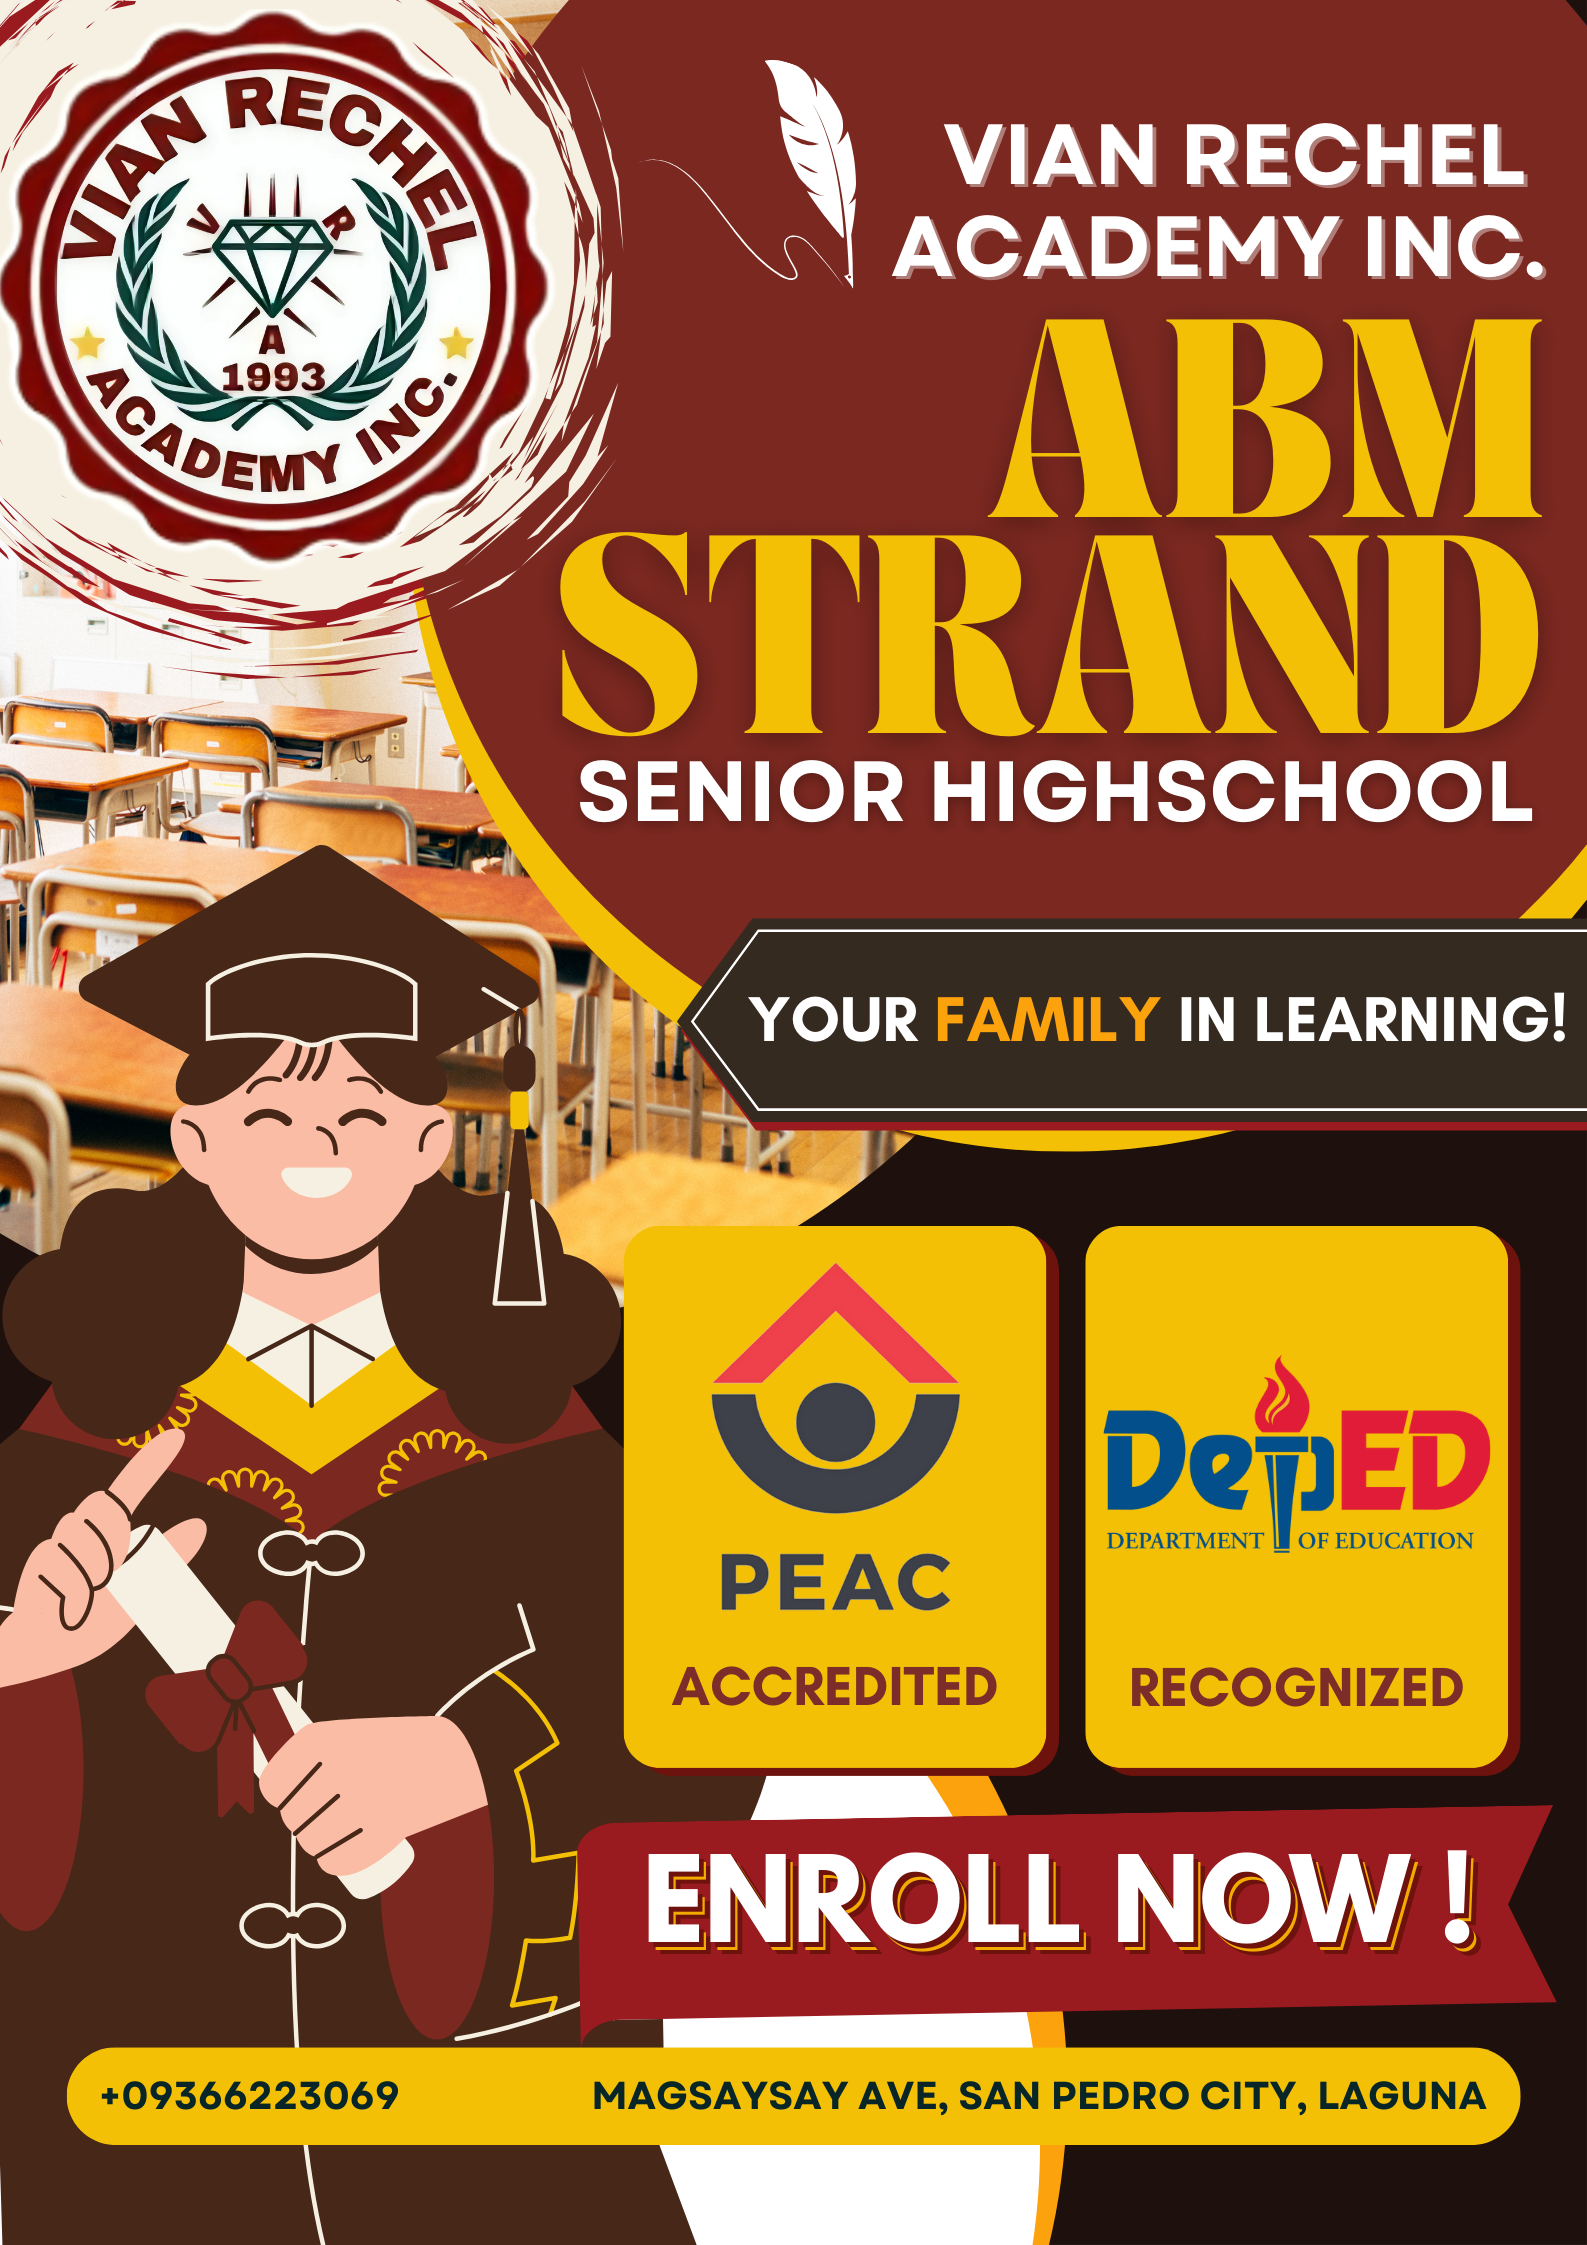 VIAN RECHEL
V R
A
1993
ACADEMY INC.
VIAN RECHEL
ACADEMY INC.
ABM
STRAND
SENIOR HIGHSCHOOL
YOUR FAMILY IN LEARNING!
PEAC
ACCREDITED
DepED
DEPARTMENT OF EDUCATION
RECOGNIZED
ENROLL NOW !
+09366223069
MAGSAYSAY AVE, SAN PEDRO CITY, LAGUNA